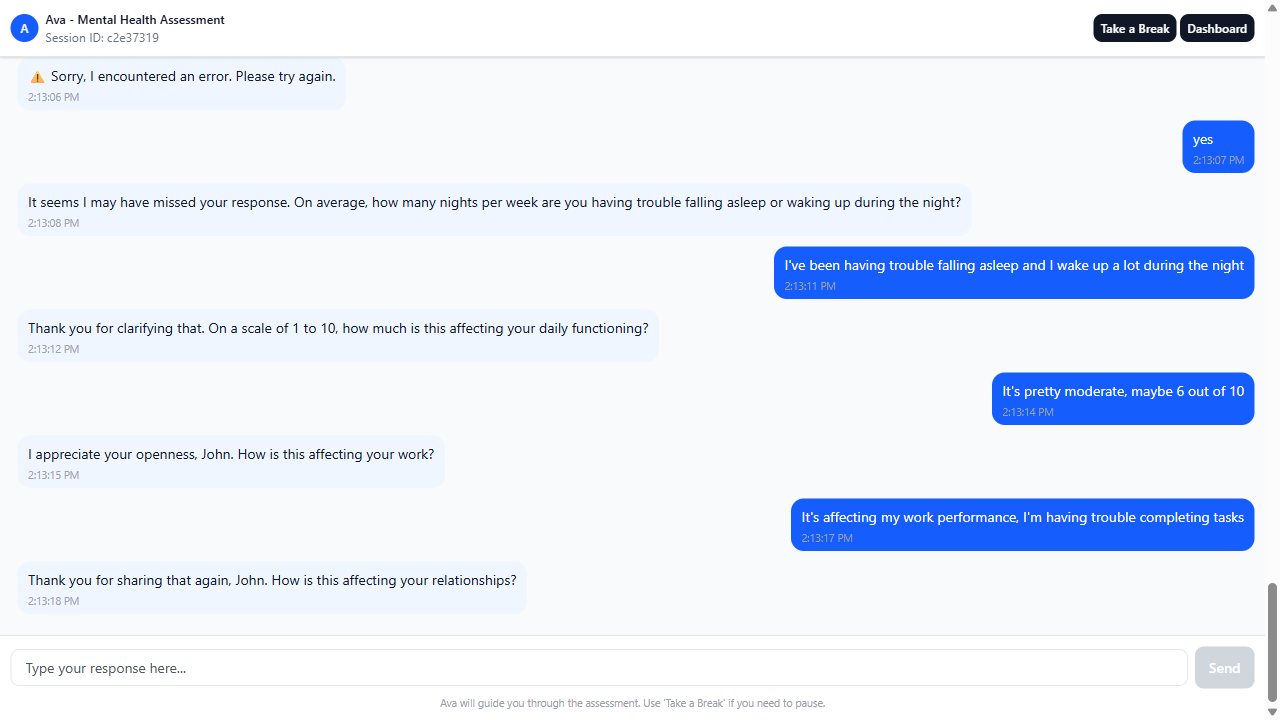 A
Ava - Mental Health Assessment
Session ID: c2e37319
Take a Break
Dashboard
⚠️ Sorry, I encountered an error. Please try again.
2:13:06 PM
yes
2:13:07 PM
It seems I may have missed your response. On average, how many nights per week are you having trouble falling asleep or waking up during the night?
2:13:08 PM
I've been having trouble falling asleep and I wake up a lot during the night
2:13:11 PM
Thank you for clarifying that. On a scale of 1 to 10, how much is this affecting your daily functioning?
2:13:12 PM
It's pretty moderate, maybe 6 out of 10
2:13:14 PM
I appreciate your openness, John. How is this affecting your work?
2:13:15 PM
It's affecting my work performance, I'm having trouble completing tasks
2:13:17 PM
Thank you for sharing that again, John. How is this affecting your relationships?
2:13:18 PM
Type your response here...
Send
Ava will guide you through the assessment. Use 'Take a Break' if you need to pause.